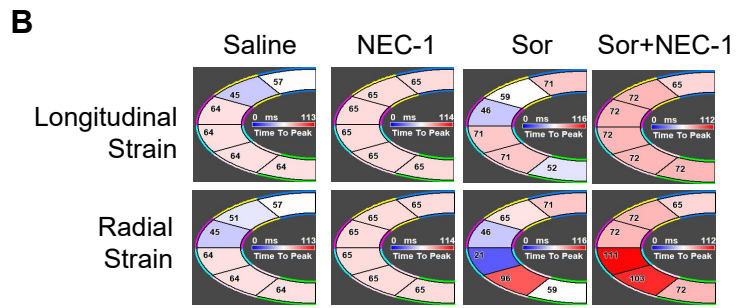 B
Saline NEC-1 Sor Sor+NEC-1
Longitudinal
Strain
57
45
64
64
64
64
0 ms 113
Time To Peak
65
65
65
65
65
65
0 ms 114
Time To Peak
71
59
46
71
71
52
0 ms 116
Time To Peak
65
72
72
72
72
72
0 ms 112
Time To Peak
Radial
Strain
57
51
45
64
64
64
0 ms 113
Time To Peak
65
65
65
65
65
65
0 ms 114
Time To Peak
71
65
46
21
96
59
0 ms 116
Time To Peak
65
72
72
111
103
72
0 ms 112
Time To Peak